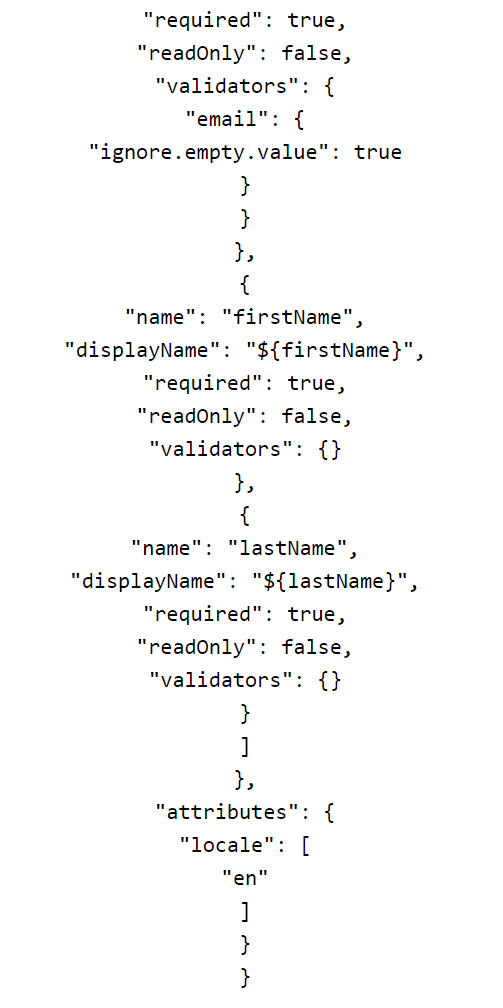 "required": true,
"readOnly": false,
"validators": {
"email": {
"ignore.empty.value": true
}
}
},
{
"name": "firstName",
"displayName": "${firstName}",
"required": true,
"readOnly": false,
"validators": {}
},
{
"name": "lastName",
"displayName": "${lastName}",
"required": true,
"readOnly": false,
"validators": {}
}
]
},
"attributes": {
"locale": [
"en"
]
}
}